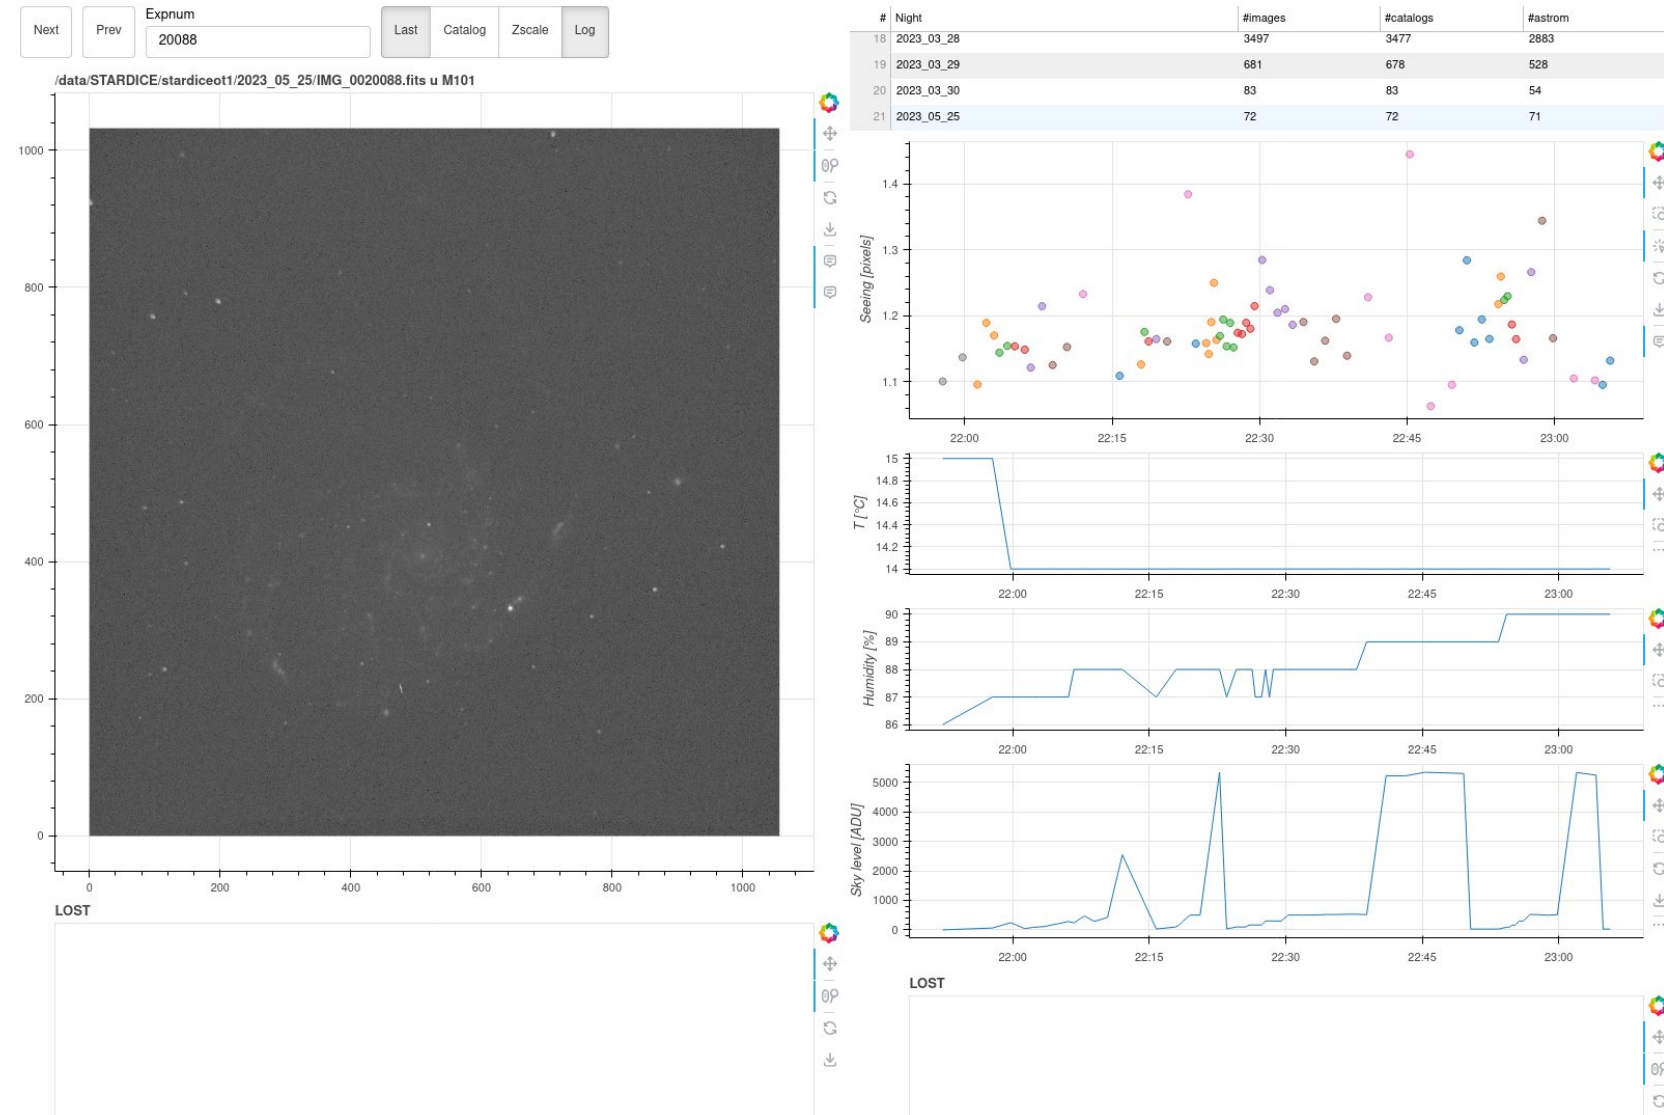 Next
Prev
Expnum
20088
Last
Catalog
Zscale
Log
/data/STARDICE/stardiceot1/2023_05_25/IMG_0020088.fits u M101
1000
800
600
400
200
0
0 200 400 600 800 1000
LOST
# Night #images #catalogs #astrom
18 2023_03_28 3497 3477 2883
19 2023_03_29 681 678 528
20 2023_03_30 83 83 54
21 2023_05_25 72 72 71
Seeing [pixels]
1.4
1.3
1.2
1.1
22:00 22:15 22:30 22:45 23:00
T [°C]
15
14.8
14.6
14.4
14.2
14
22:00 22:15 22:30 22:45 23:00
Humidity [%]
90
89
88
87
86
22:00 22:15 22:30 22:45 23:00
Sky level [ADU]
5000
4000
3000
2000
1000
0
22:00 22:15 22:30 22:45 23:00
LOST